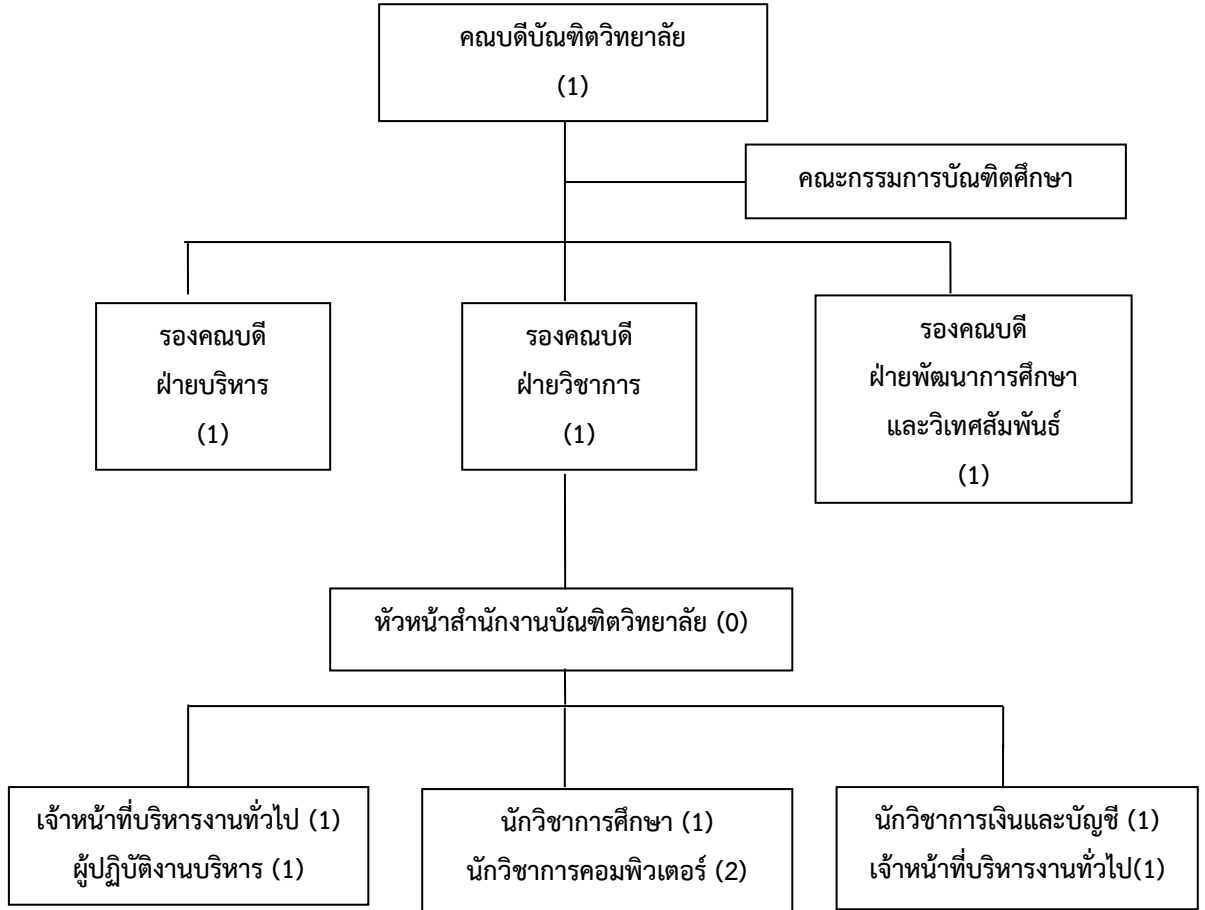 คณบดีบัณฑิตวิทยาลัย
(1)
คณะกรรมการบัณฑิตศึกษา
รองคณบดี
ฝ่ายบริหาร
(1)
รองคณบดี
ฝ่ายวิชาการ
(1)
รองคณบดี
ฝ่ายพัฒนาการศึกษา
และวิเทศสัมพันธ์
(1)
หัวหน้าสำนักงานบัณฑิตวิทยาลัย (0)
เจ้าหน้าที่บริหารงานทั่วไป (1)
ผู้ปฏิบัติงานบริหาร (1)
นักวิชาการศึกษา (1)
นักวิชาการคอมพิวเตอร์ (2)
นักวิชาการเงินและบัญชี (1)
เจ้าหน้าที่บริหารงานทั่วไป(1)